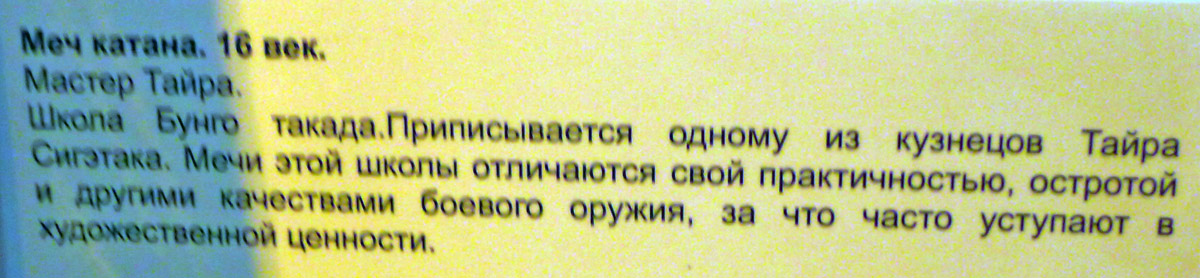 Меч катана. 16 век.
Мастер Тайра.
Школа Бунго такада.Приписывается одному из кузнецов Тайра
Сигэтака. Мечи этой школы отличаются свой практичностью, остротой
и другими качествами боевого оружия, за что часто уступают в
художественной ценности.